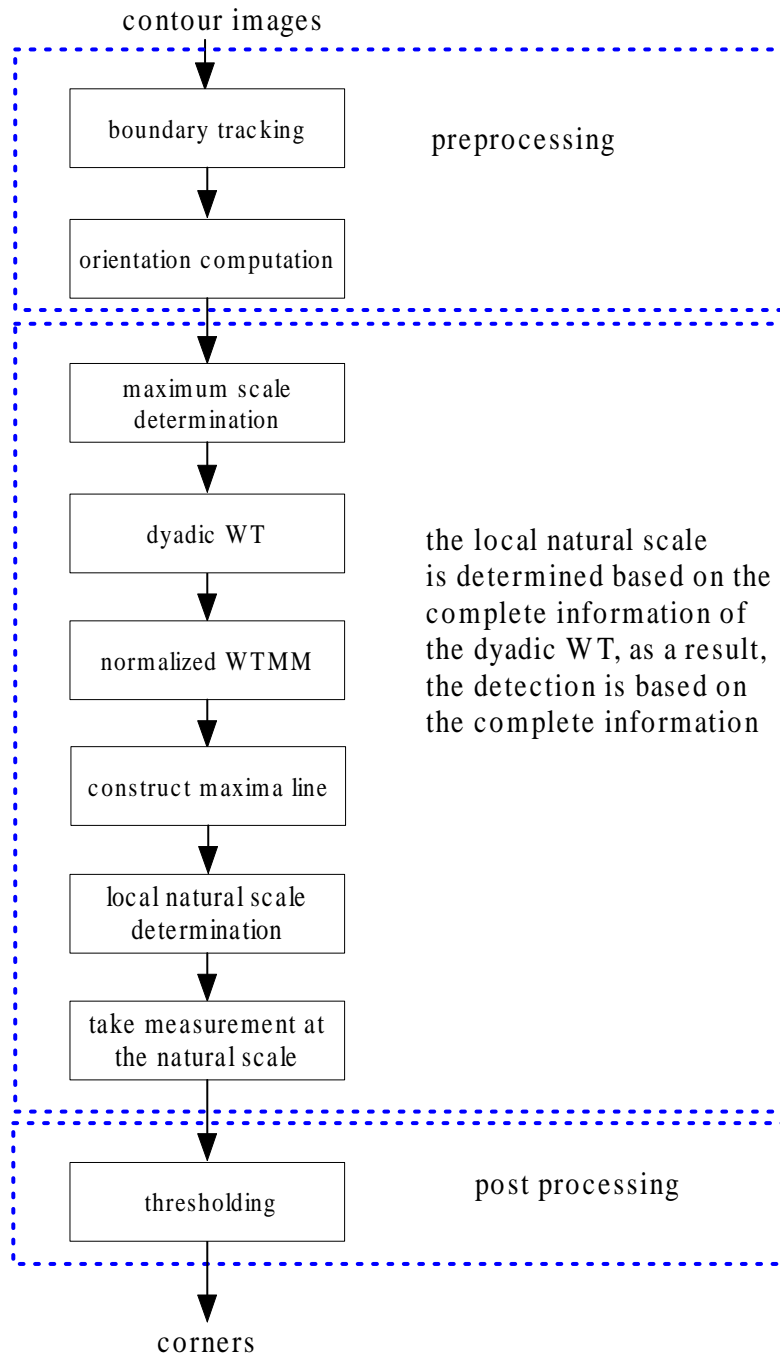 contour images
boundary tracking
preprocessing
orientation computation
maximum scale
determination
dyadic WT
the local natural scale
is determined based on the
complete information of
the dyadic WT, as a result,
the detection is based on
the complete information
normalized WTMM
construct maxima line
local natural scale
determination
take measurement at
the natural scale
thresholding
post processing
corners